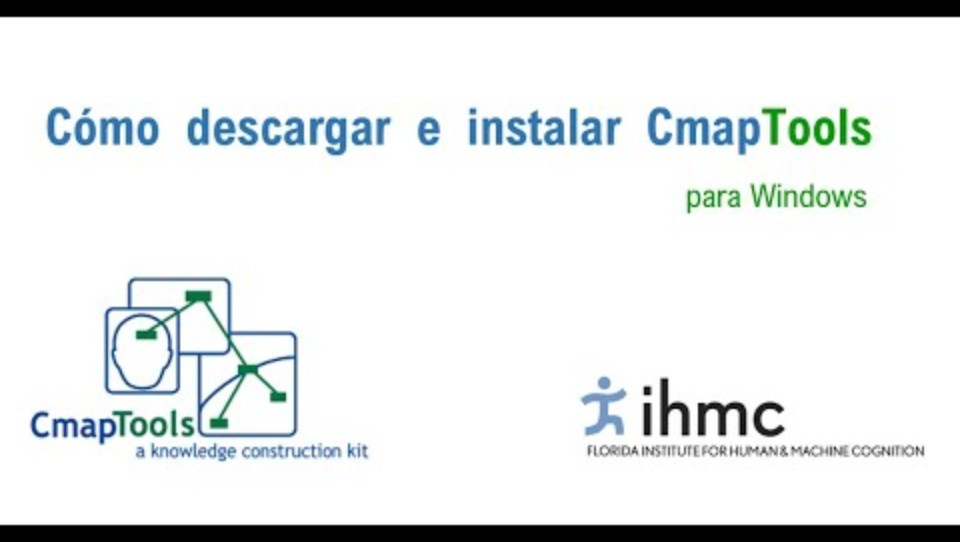 Cómo descargar e instalar CmapTools
para Windows
CmapTools
a knowledge construction kit
ihmc
FLORIDA INSTITUTE FOR HUMAN & MACHINE COGNITION